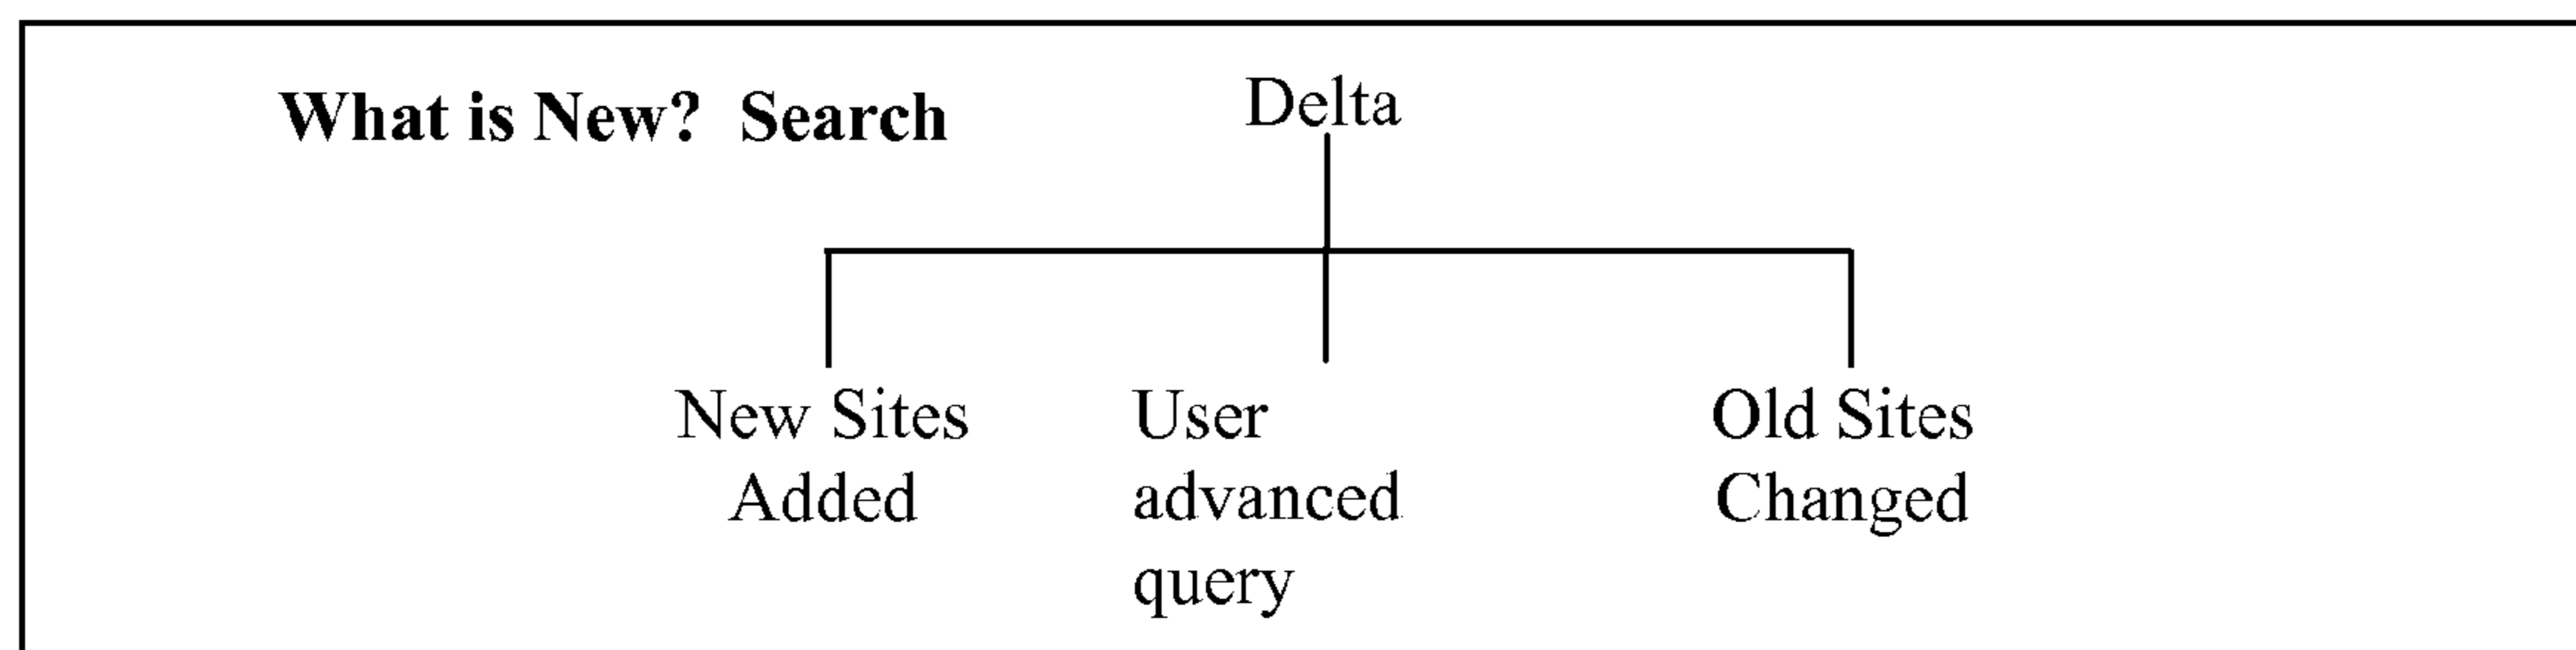 What is New? Search
Delta
New Sites
Added
User
advanced
query
Old Sites
Changed